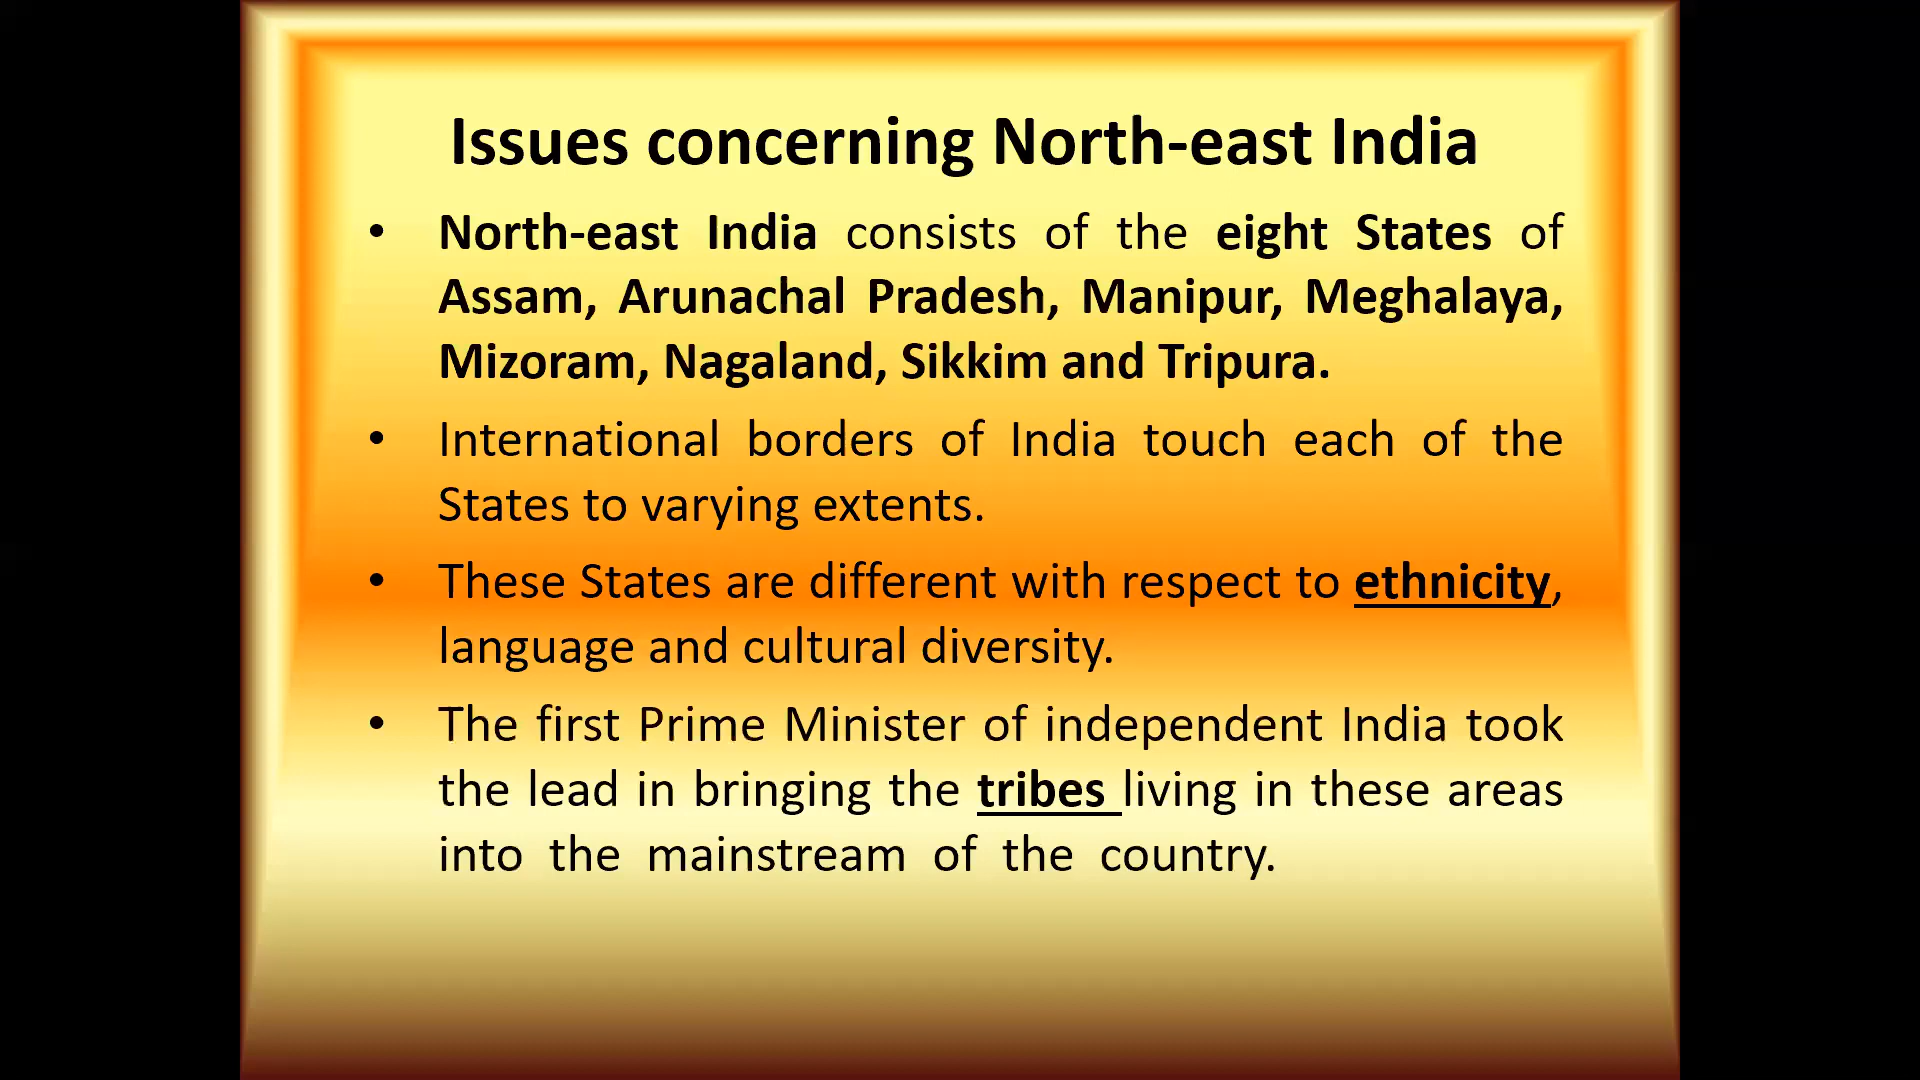 Issues concerning North-east India
• North-east India consists of the eight States of
Assam, Arunachal Pradesh, Manipur, Meghalaya,
Mizoram, Nagaland, Sikkim and Tripura.
• International borders of India touch each of the
States to varying extents.
• These States are different with respect to ethnicity,
language and cultural diversity.
• The first Prime Minister of independent India took
the lead in bringing the tribes living in these areas
into the mainstream of the country.